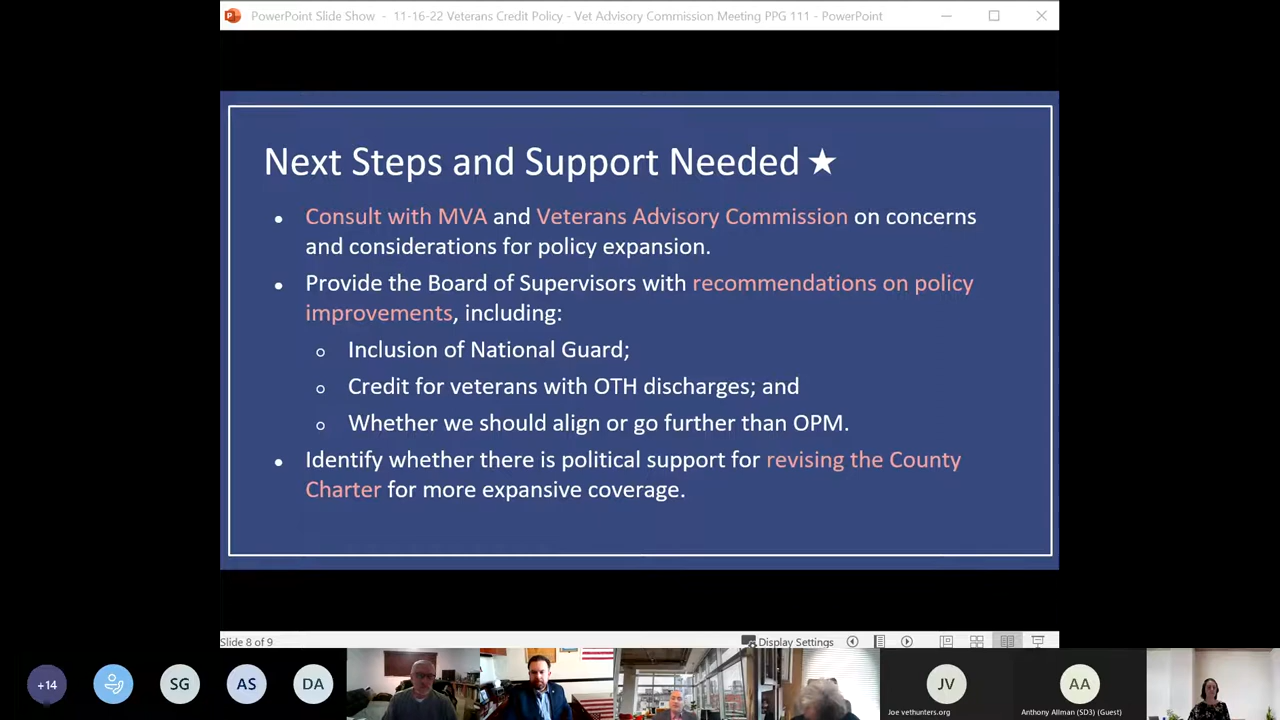 PowerPoint Slide Show - 11-16-22 Veterans Credit Policy - Vet Advisory Commission Meeting PPG 111 - PowerPoint
Next Steps and Support Needed ★
• Consult with MVA and Veterans Advisory Commission on concerns
and considerations for policy expansion.
• Provide the Board of Supervisors with recommendations on policy
improvements, including:
○ Inclusion of National Guard;
○ Credit for veterans with OTH discharges; and
○ Whether we should align or go further than OPM.
• Identify whether there is political support for revising the County
Charter for more expansive coverage.
Slide 8 of 9
Display Settings
+14
SG
AS
DA
JV
AA
Joe vethunters.org
Anthony Allman (SD3) (Guest)